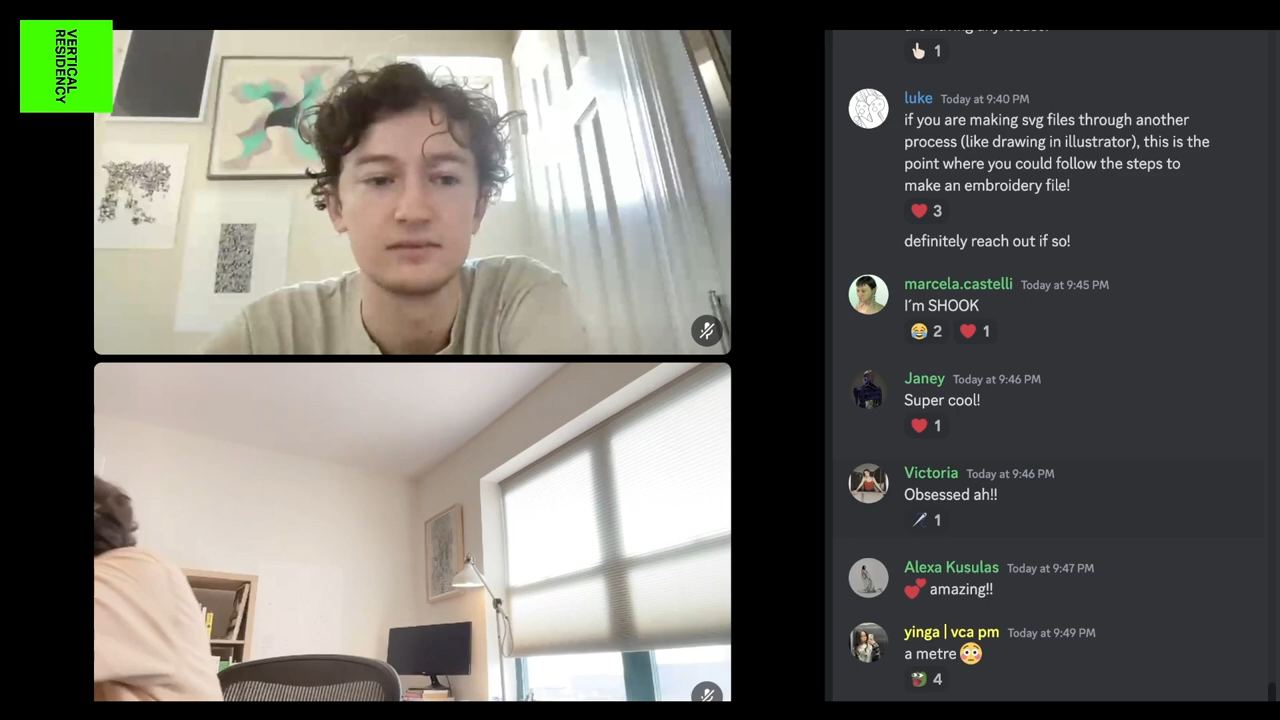 VERTICAL
RESIDENCY
1
luke Today at 9:40 PM
if you are making svg files through another
process (like drawing in illustrator), this is the
point where you could follow the steps to
make an embroidery file!
3
definitely reach out if so!
marcela.castelli Today at 9:45 PM
I´m SHOOK
2 1
Janey Today at 9:46 PM
Super cool!
1
Victoria Today at 9:46 PM
Obsessed ah!!
1
Alexa Kusulas Today at 9:47 PM
amazing!!
yinga | vca pm Today at 9:49 PM
a metre
4